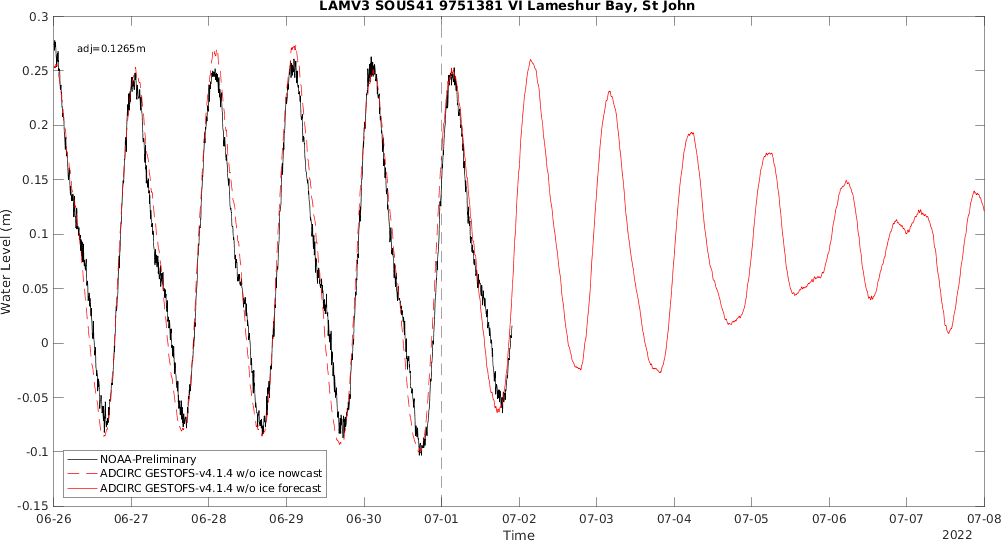 LAMV3 SOUS41 9751381 VI Lameshur Bay, St John
adj=0.1265m
0.3
0.25
0.2
0.15
0.1
0.05
0
-0.05
-0.1
-0.15
Water Level (m)
NOAA-Preliminary
ADCIRC GESTOFS-v4.1.4 w/o ice nowcast
ADCIRC GESTOFS-v4.1.4 w/o ice forecast
06-26 06-27 06-28 06-29 06-30 07-01 07-02 07-03 07-04 07-05 07-06 07-07 07-08
Time
2022